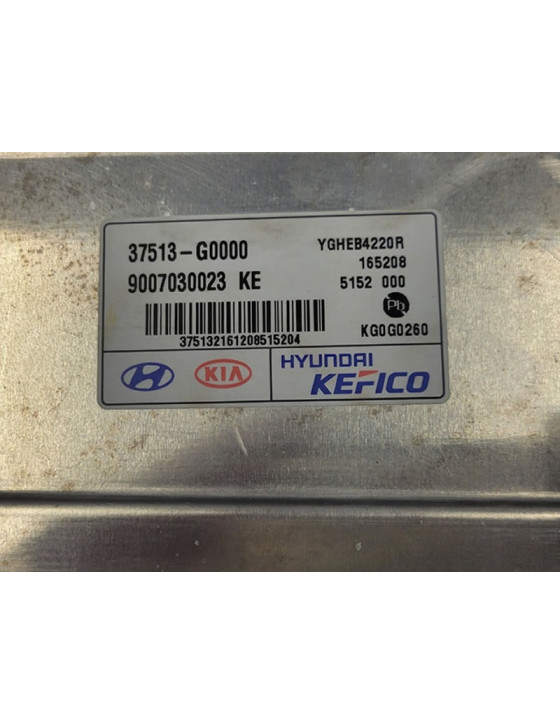 37513-G0000
9007030023 KE
375132161208515204
YGHEB4220R
165208
5152 000
Pb
KG0G0260
KIA
HYUNDAI
KEFICO